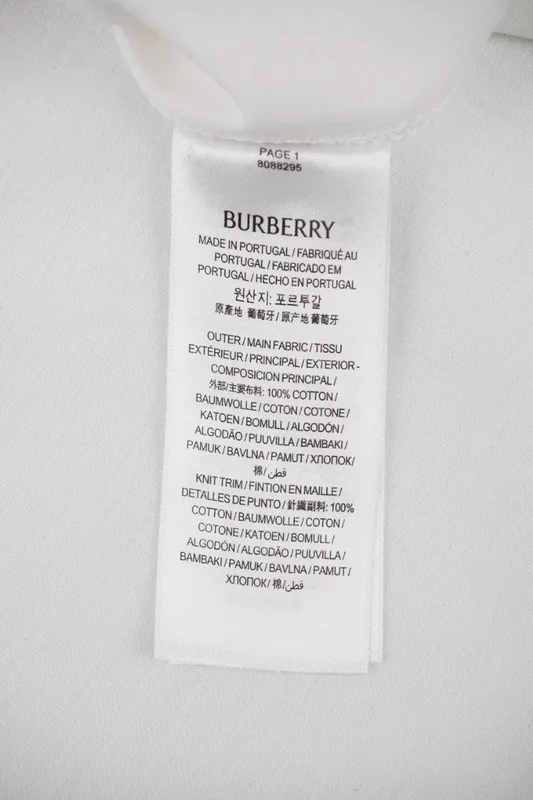 PAGE 1
8088295
BURBERRY
MADE IN PORTUGAL / FABRIQUÉ AU
PORTUGAL / FABRICADO EM
PORTUGAL / HECHO EN PORTUGAL
원산지: 포르투갈
原產地 葡萄牙 / 原产地 葡萄牙
OUTER / MAIN FABRIC / TISSU
EXTÉRIEUR / PRINCIPAL / EXTERIOR -
COMPOSICION PRINCIPAL /
外部/主要布料: 100% COTTON /
BAUMWOLLE / COTON / COTONE /
KATOEN / BOMULL / ALGODÓN /
ALGODÃO / PUUVILLA / BAMBAKI /
PAMUK / BAVLNA / PAMUT / ХЛОПОК/
棉/ قطن /
KNIT TRIM / FINTION EN MAILLE /
DETALLES DE PUNTO / 針織副料: 100%
COTTON / BAUMWOLLE / COTON /
COTONE / KATOEN / BOMULL /
ALGODÓN / ALGODÃO / PUUVILLA /
BAMBAKI / PAMUK / BAVLNA / PAMUT /
ХЛОПОК / 棉/ قطن